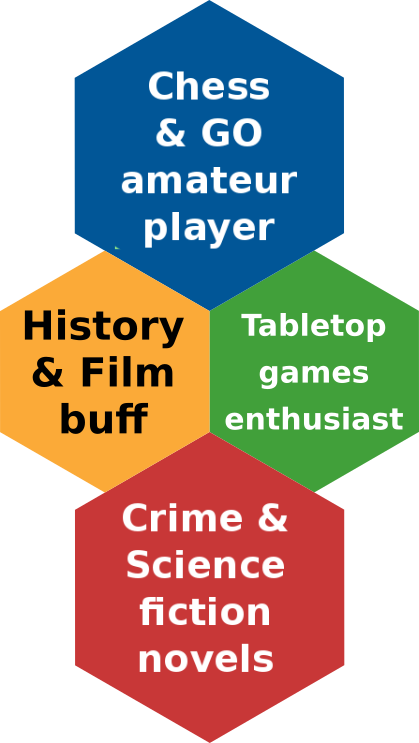 Chess
& GO
amateur
player
History
& Film
buff
Tabletop
games
enthusiast
Crime &
Science
fiction
novels